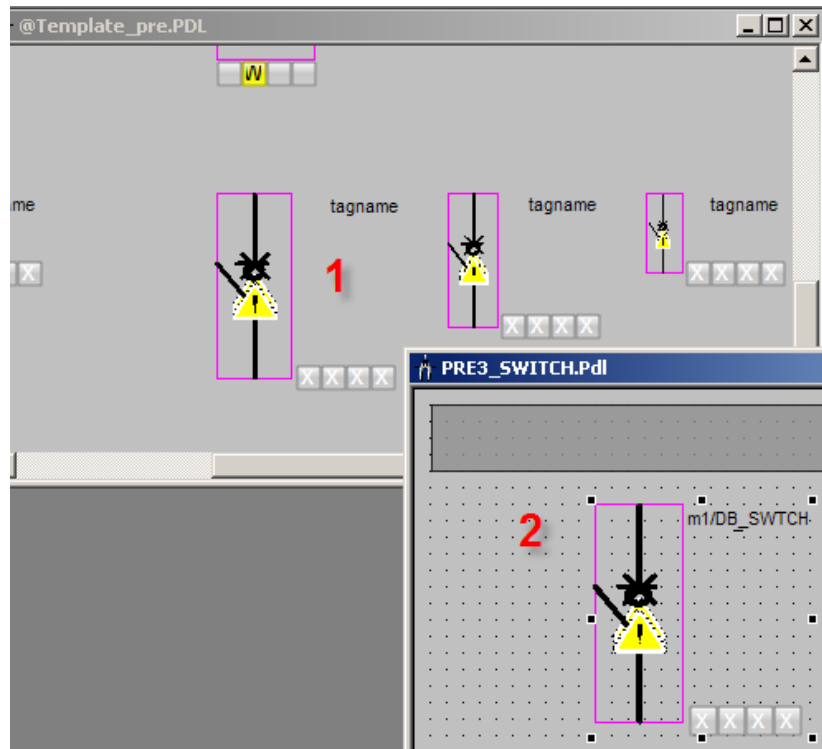 @Template_pre.PDL
W
me
tagname
tagname
tagname
1
X
X X X X
X X X X
X X X X
PRE3_SWITCH.Pdl
2
m1/DB_SWTCH
X X X X